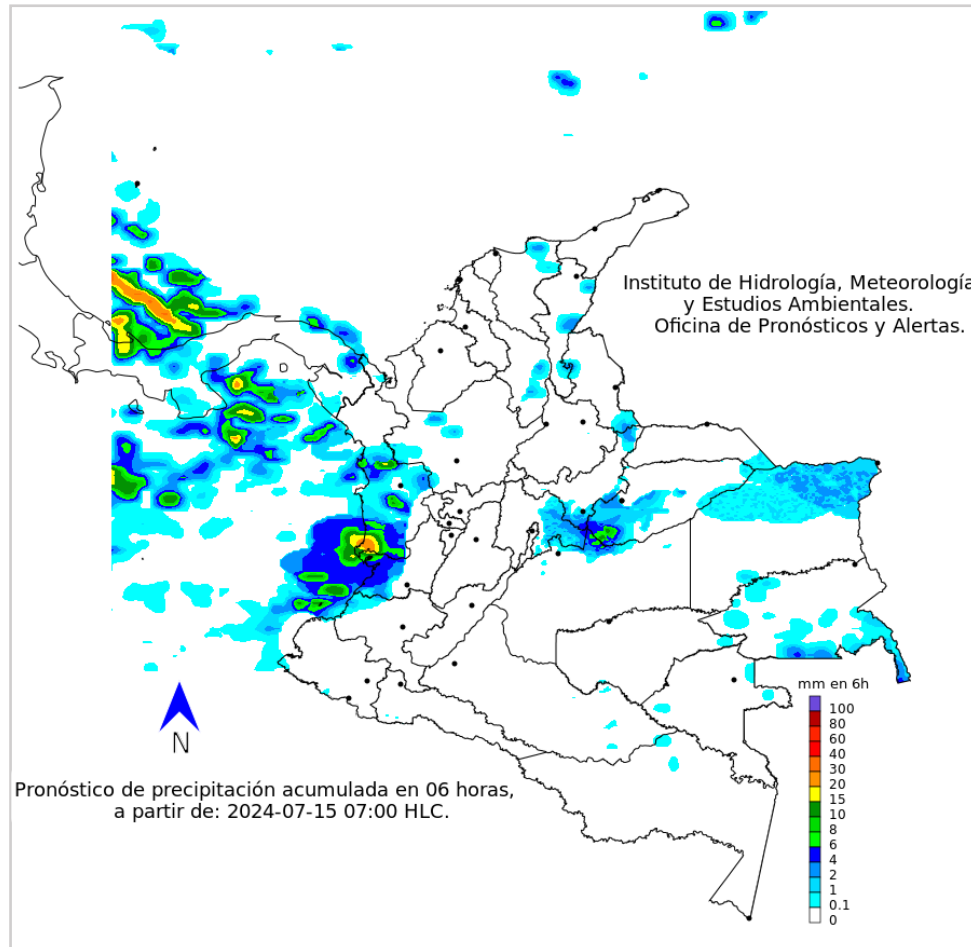 Instituto de Hidrología, Meteorología
y Estudios Ambientales.
Oficina de Pronósticos y Alertas.
mm en 6h
100
80
60
40
30
20
15
10
8
6
4
2
1
0.1
0
N
Pronóstico de precipitación acumulada en 06 horas,
a partir de: 2024-07-15 07:00 HLC.